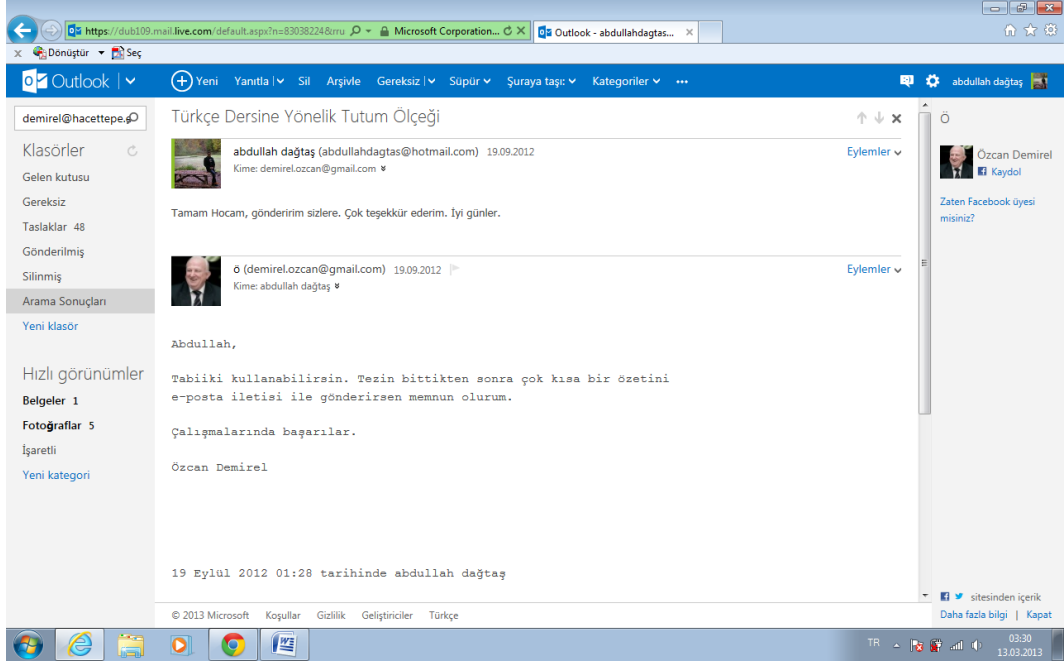 https://dub109.mail.live.com/default.aspx?n=83038224&rru
Microsoft Corporation...
Outlook - abdullahdagtas...
x Dönüştür Seç
Outlook
Yeni Yanıtla Sil Arşivle Gereksiz Süpür Şuraya taşı: Kategoriler ...
abdullah dağtaş
demirel@hacettepe.
Klasörler
Gelen kutusu
Gereksiz
Taslaklar 48
Gönderilmiş
Silinmiş
Arama Sonuçları
Yeni klasör
Hızlı görünümler
Belgeler 1
Fotoğraflar 5
İşaretli
Yeni kategori
Türkçe Dersine Yönelik Tutum Ölçeği
abdullah dağtaş (abdullahdagtas@hotmail.com) 19.09.2012
Eylemler
Kime: demirel.ozcan@gmail.com
Tamam Hocam, gönderirim sizlere. Çok teşekkür ederim. İyi günler.
ö (demirel.ozcan@gmail.com) 19.09.2012
Eylemler
Kime: abdullah dağtaş
Abdullah,
Tabiiki kullanabilirsin. Tezin bittikten sonra çok kısa bir özetini
e-posta iletisi ile gönderirsen memnun olurum.
Çalışmalarında başarılar.
Özcan Demirel
19 Eylül 2012 01:28 tarihinde abdullah dağtaş
© 2013 Microsoft Koşullar Gizlilik Geliştiriciler Türkçe
Ö
Özcan Demirel
Kaydol
Zaten Facebook üyesi
misiniz?
sitesinden içerik
Daha fazla bilgi | Kapat
TR
03:30
13.03.2013